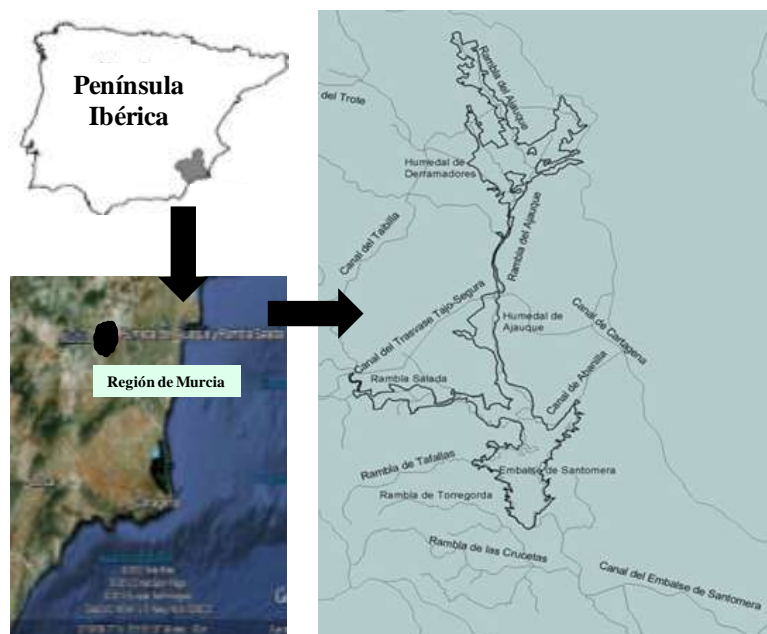 Península
Ibérica
Región de Murcia
Rambla del Ajauque
del Trote
Humedal de
Derramadores
Rambla del Ajauque
Canal del Taibilla
Canal del Trasvase Tajo-Segura
Humedal de
Ajauque
Canal de Cartagena
Rambla Salada
Canal de Abanilla
Rambla de Tafallas
Embalse de Santomera
Rambla de Torregorda
Rambla de las Crucetas
Canal del Embalse de Santomera